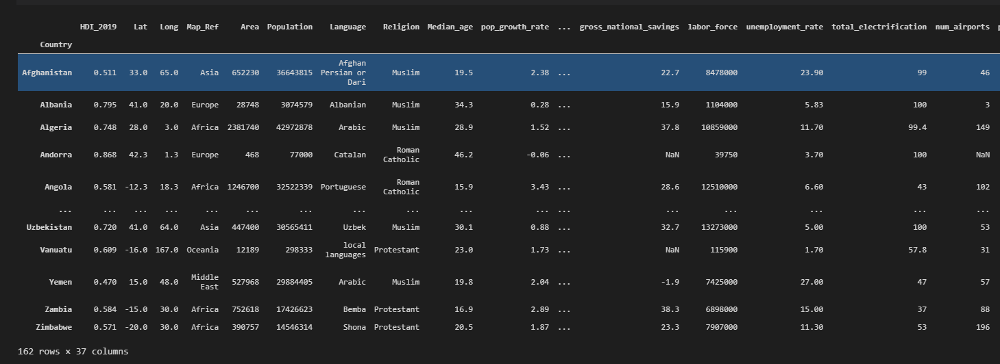 HDI_2019 Lat Long Map_Ref Area Population Language Religion Median_age pop_growth_rate ... gross_national_savings labor_force unemployment_rate total_electrification num_airports
Country
Afghanistan 0.511 33.0 65.0 Asia 652230 36643815 Afghan Persian or Dari Muslim 19.5 2.38 ... 22.7 8478000 23.90 99 46
Albania 0.795 41.0 20.0 Europe 28748 3074579 Albanian Muslim 34.3 0.28 ... 15.9 1104000 5.83 100 3
Algeria 0.748 28.0 3.0 Africa 2381740 42972878 Arabic Muslim 28.9 1.52 ... 37.8 10859000 11.70 99.4 149
Andorra 0.868 42.3 1.3 Europe 468 77000 Catalan Roman Catholic 46.2 -0.06 ... NaN 39750 3.70 100 NaN
Angola 0.581 -12.3 18.3 Africa 1246700 32522339 Portuguese Roman Catholic 15.9 3.43 ... 28.6 12510000 6.60 43 102
... ... ... ... ... ... ... ... ... ... ... ... ... ... ... ... ...
Uzbekistan 0.720 41.0 64.0 Asia 447400 30565411 Uzbek Muslim 30.1 0.88 ... 32.7 13273000 5.00 100 53
Vanuatu 0.609 -16.0 167.0 Oceania 12189 298333 local languages Protestant 23.0 1.73 ... NaN 115900 1.70 57.8 31
Yemen 0.470 15.0 48.0 Middle East 527968 29884405 Arabic Muslim 19.8 2.04 ... -1.9 7425000 27.00 47 57
Zambia 0.584 -15.0 30.0 Africa 752618 17426623 Bemba Protestant 16.9 2.89 ... 38.3 6898000 15.00 37 88
Zimbabwe 0.571 -20.0 30.0 Africa 390757 14546314 Shona Protestant 20.5 1.87 ... 23.3 7907000 11.30 53 196
162 rows × 37 columns